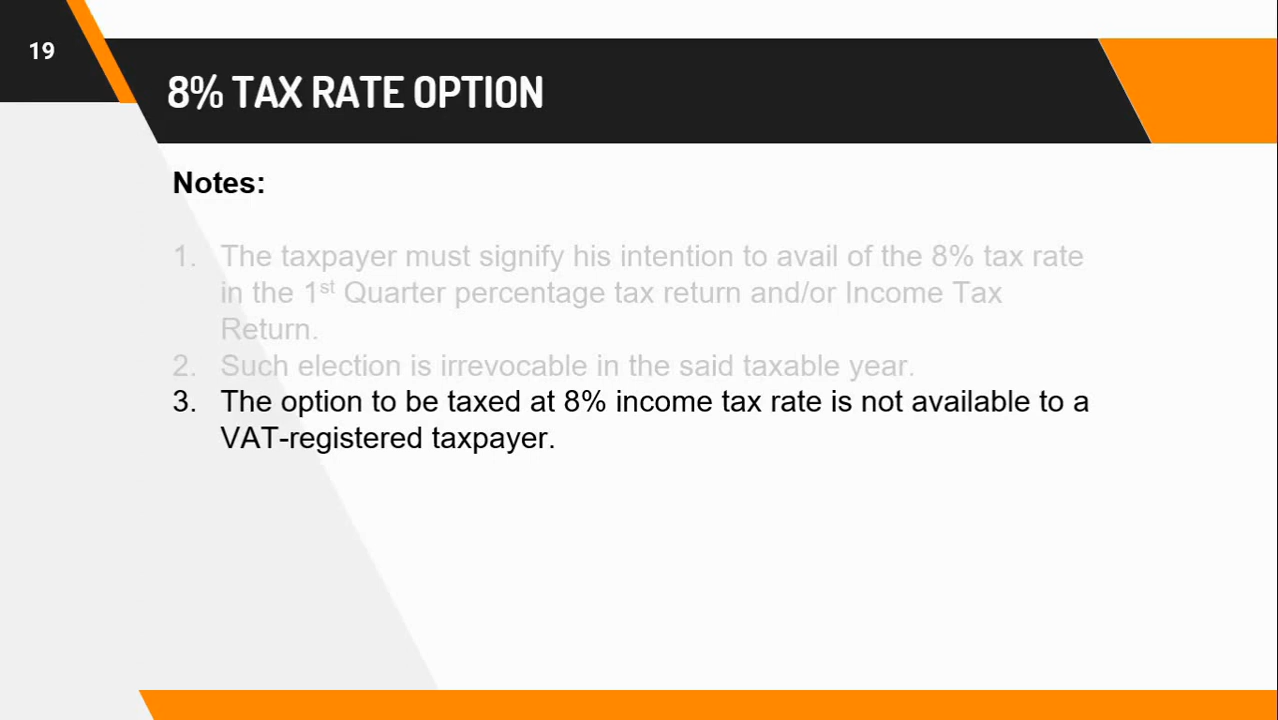 19
8% TAX RATE OPTION
Notes:
1. The taxpayer must signify his intention to avail of the 8% tax rate
in the 1st Quarter percentage tax return and/or Income Tax
Return.
2. Such election is irrevocable in the said taxable year.
3. The option to be taxed at 8% income tax rate is not available to a
VAT-registered taxpayer.